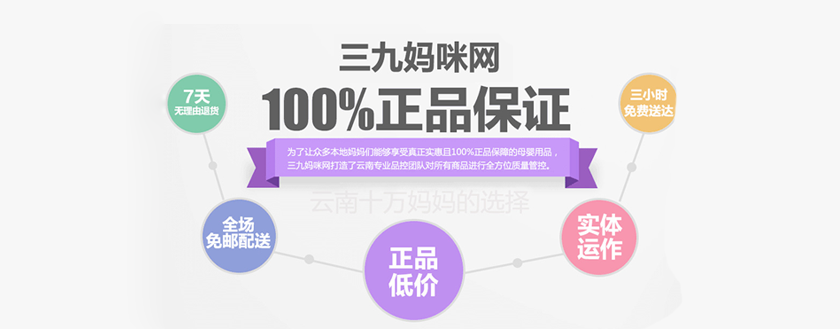 三九妈咪网
100%正品保证
为了让众多本地妈妈们能够享受真正实惠且100%正品保障的母婴用品，
三九妈咪网打造了云南专业品控团队对所有商品进行全方位质量管控。
云南十万妈妈的选择
7天
无理由退货
全场
免邮配送
正品
低价
实体
运作
三小时
免费送达